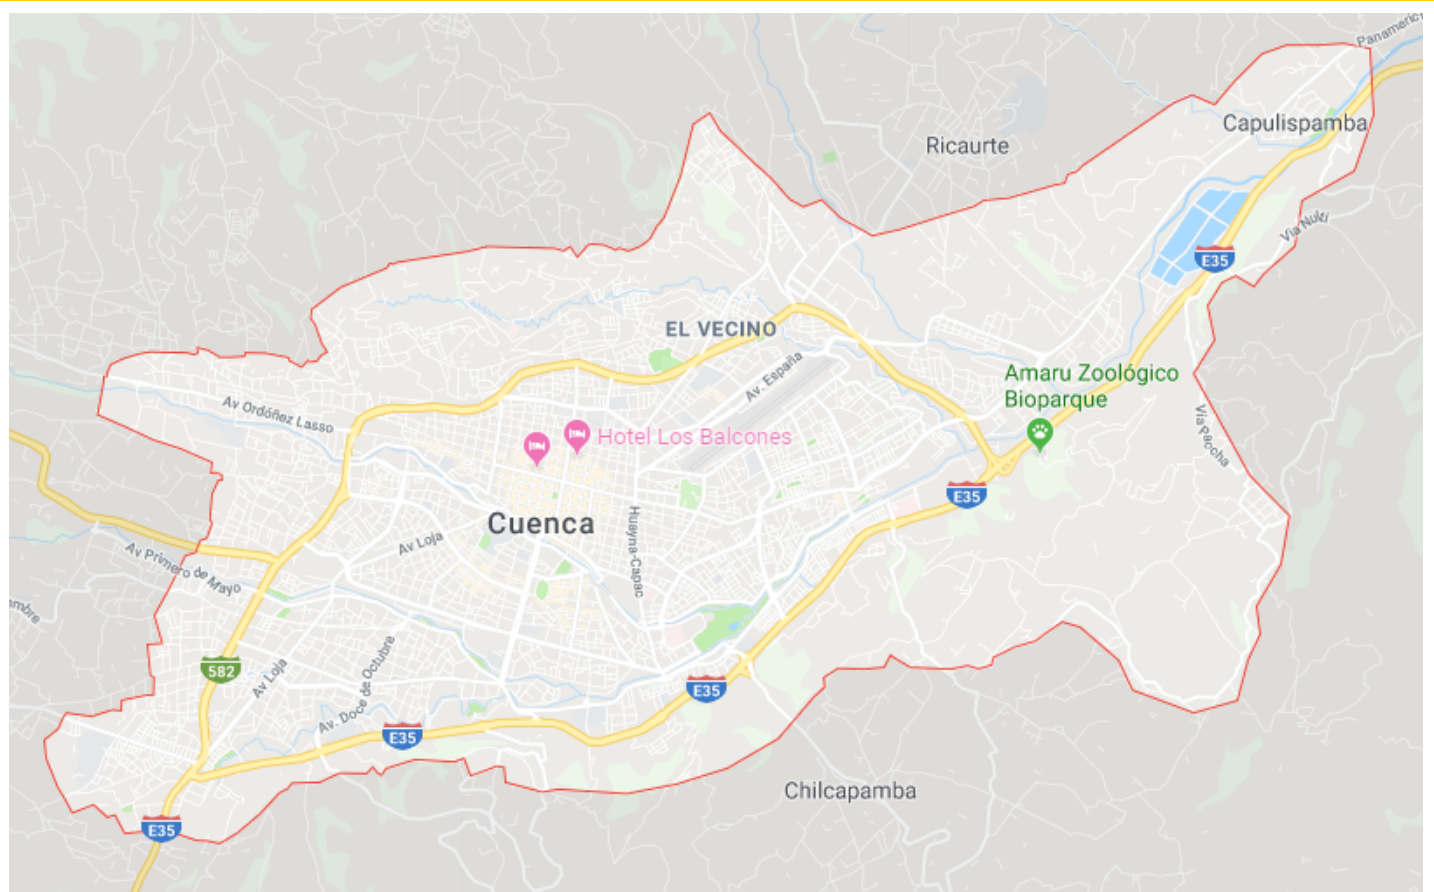 Panameric
Capulispamba
Ricaurte
Vía Nulti
E35
EL VECINO
Av. España
Amaru Zoológico
Bioparque
Av Ordóñez Lasso
Vía Paccha
Hotel Los Balcones
E35
Cuenca
Huayna-Capac
Av Loja
Av Primero de Mayo
582
Av Loja
Av. Doce de Octubre
E35
E35
Chilcapamba
E35